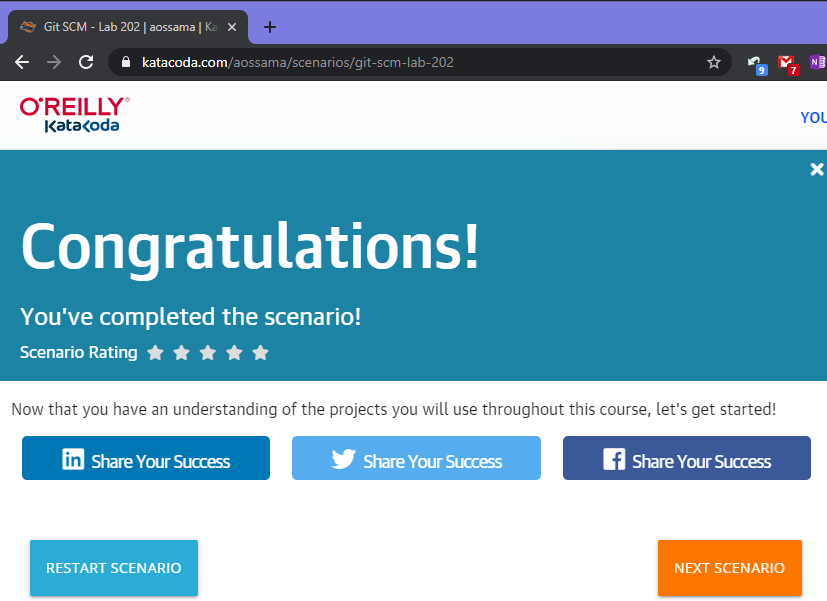 Git SCM - Lab 202 | aossama | Ka
katacoda.com/aossama/scenarios/git-scm-lab-202
9
7
N
O'REILLY®
KataKoda
YOU
Congratulations!
You've completed the scenario!
Scenario Rating
Now that you have an understanding of the projects you will use throughout this course, let's get started!
in Share Your Success
Share Your Success
f Share Your Success
RESTART SCENARIO
NEXT SCENARIO